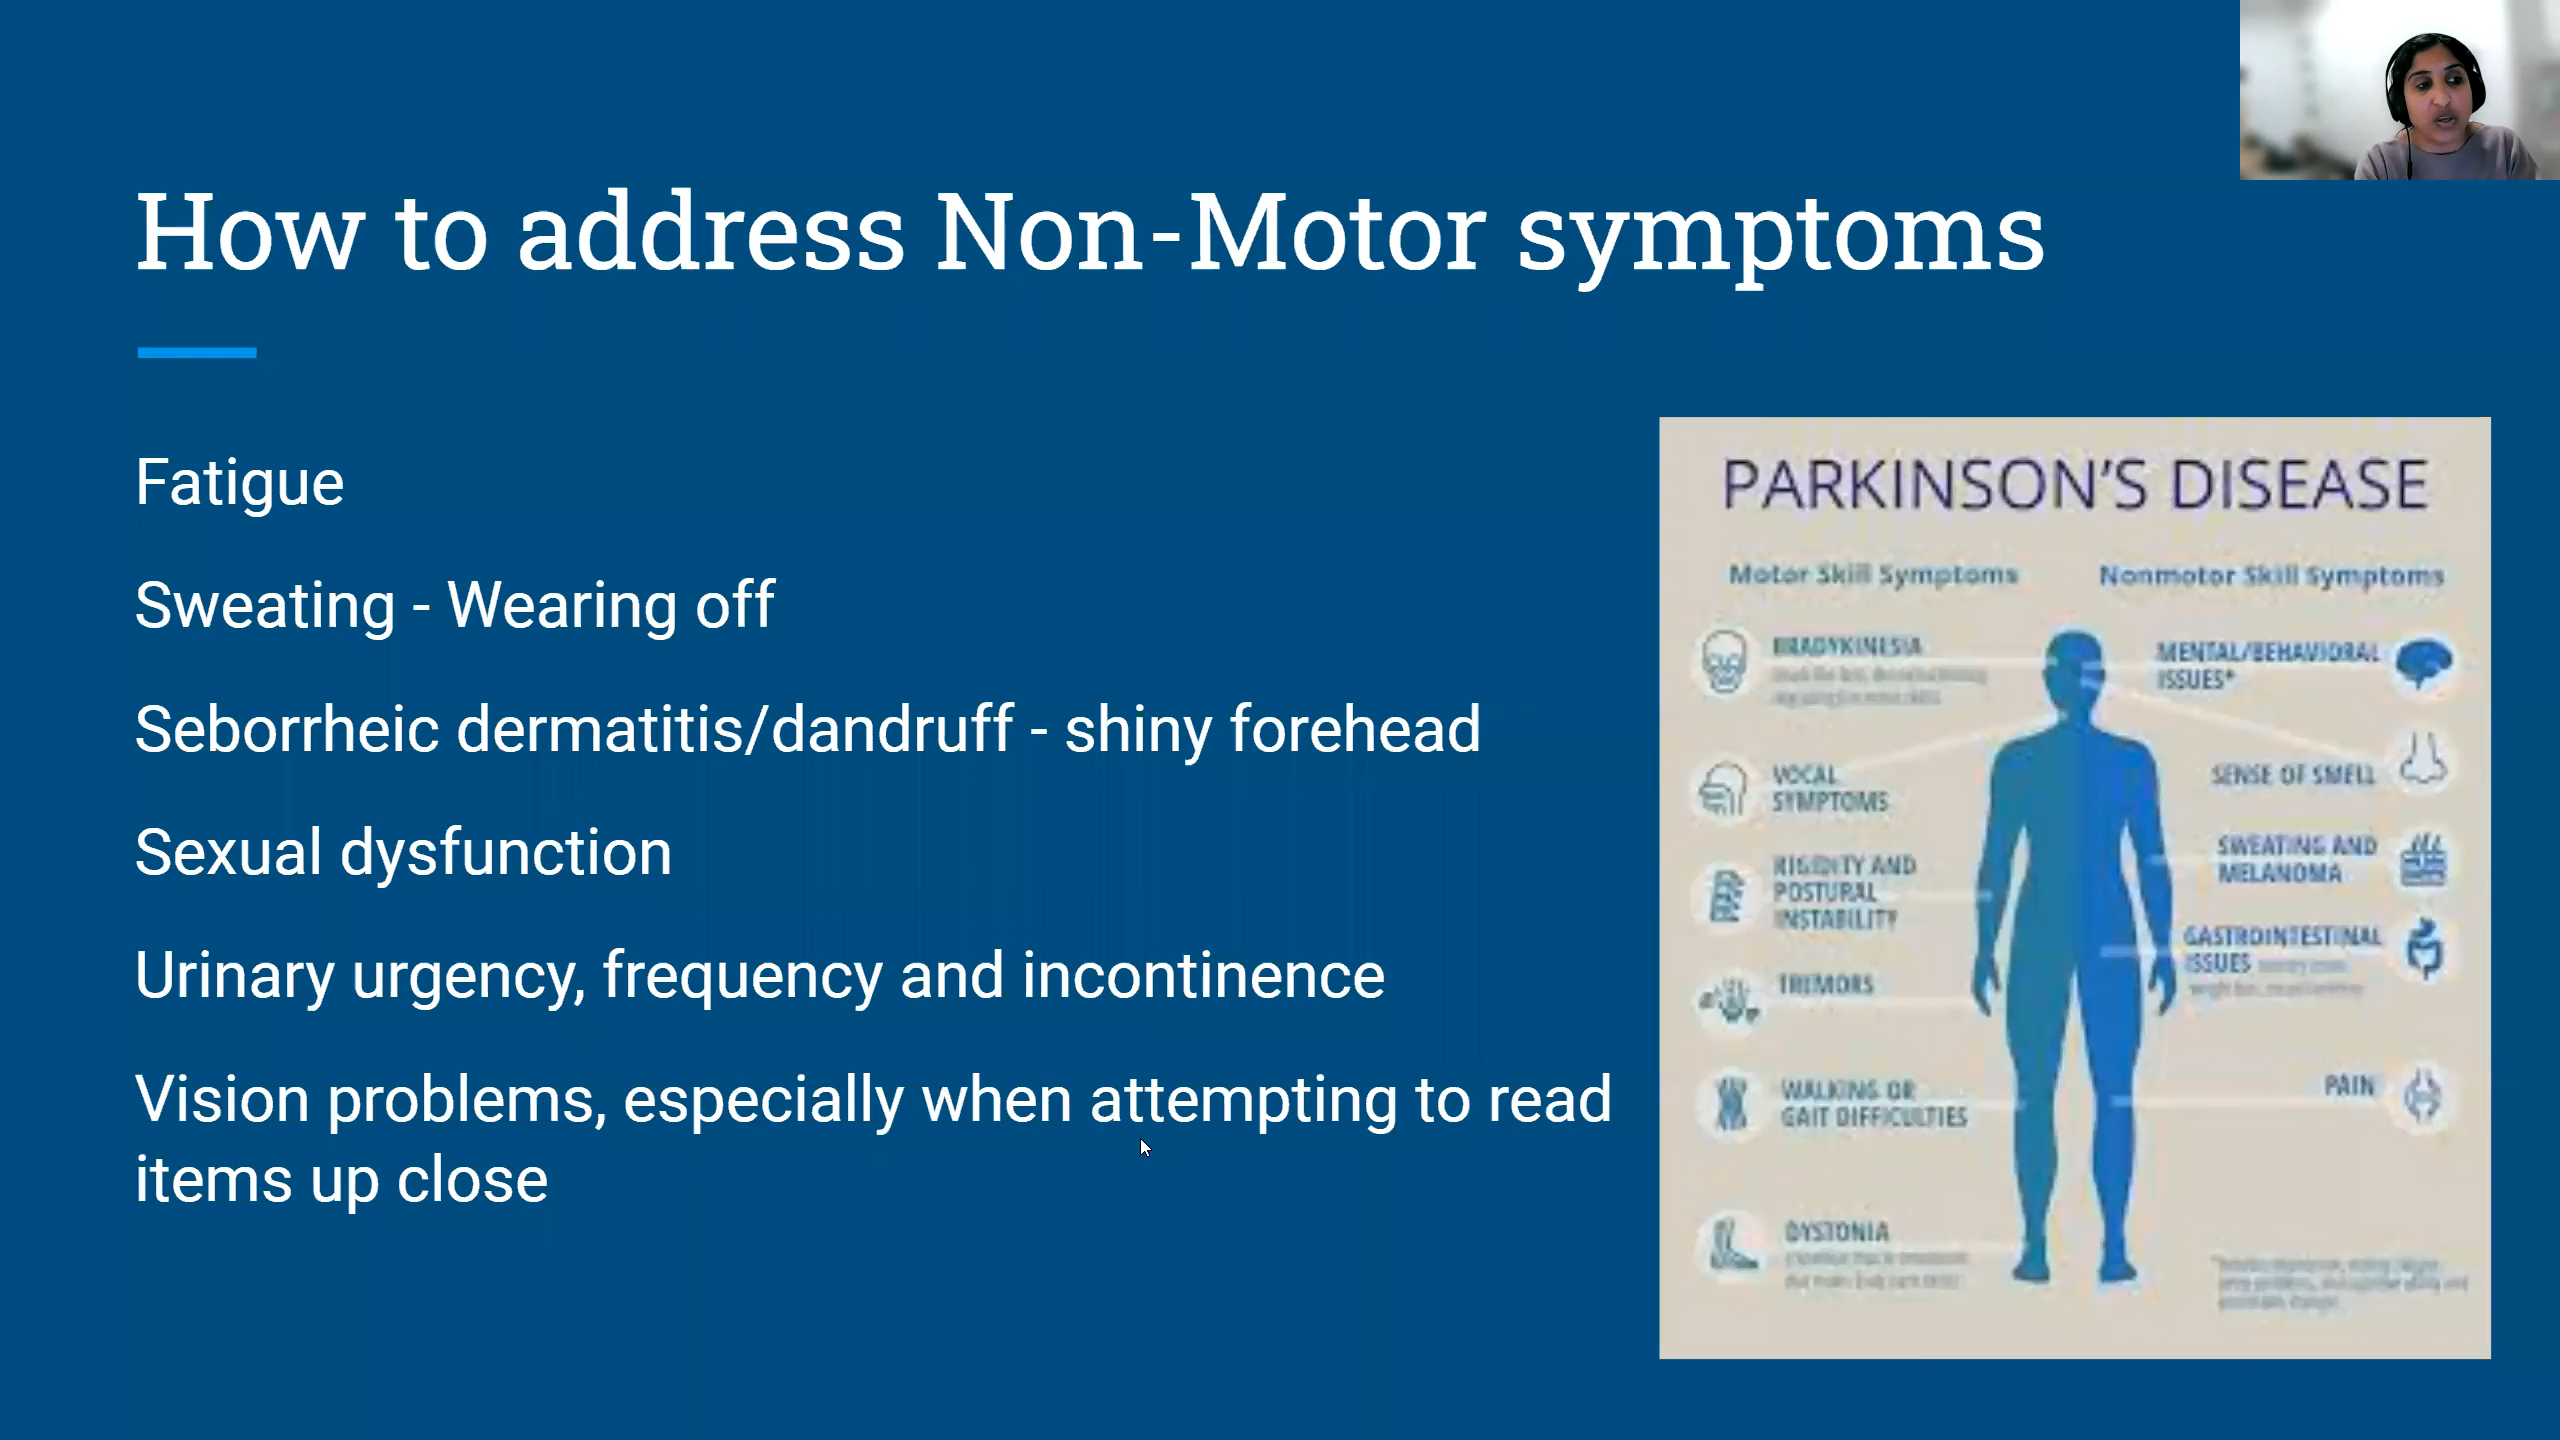 How to address Non-Motor symptoms
Fatigue
Sweating - Wearing off
Seborrheic dermatitis/dandruff - shiny forehead
Sexual dysfunction
Urinary urgency, frequency and incontinence
Vision problems, especially when attempting to read
items up close
PARKINSON'S DISEASE
Motor Skill Symptoms
BRADYKINESIA
VOCAL
SYMPTOMS
RIGIDITY AND
POSTURAL
INSTABILITY
TREMORS
WALKING OR
GAIT DIFFICULTIES
DYSTONIA
Nonmotor Skill Symptoms
MENTAL/BEHAVIORAL
ISSUES*
SENSE OF SMELL
SWEATING AND
MELANOMA
GASTROINTESTINAL
ISSUES
PAIN